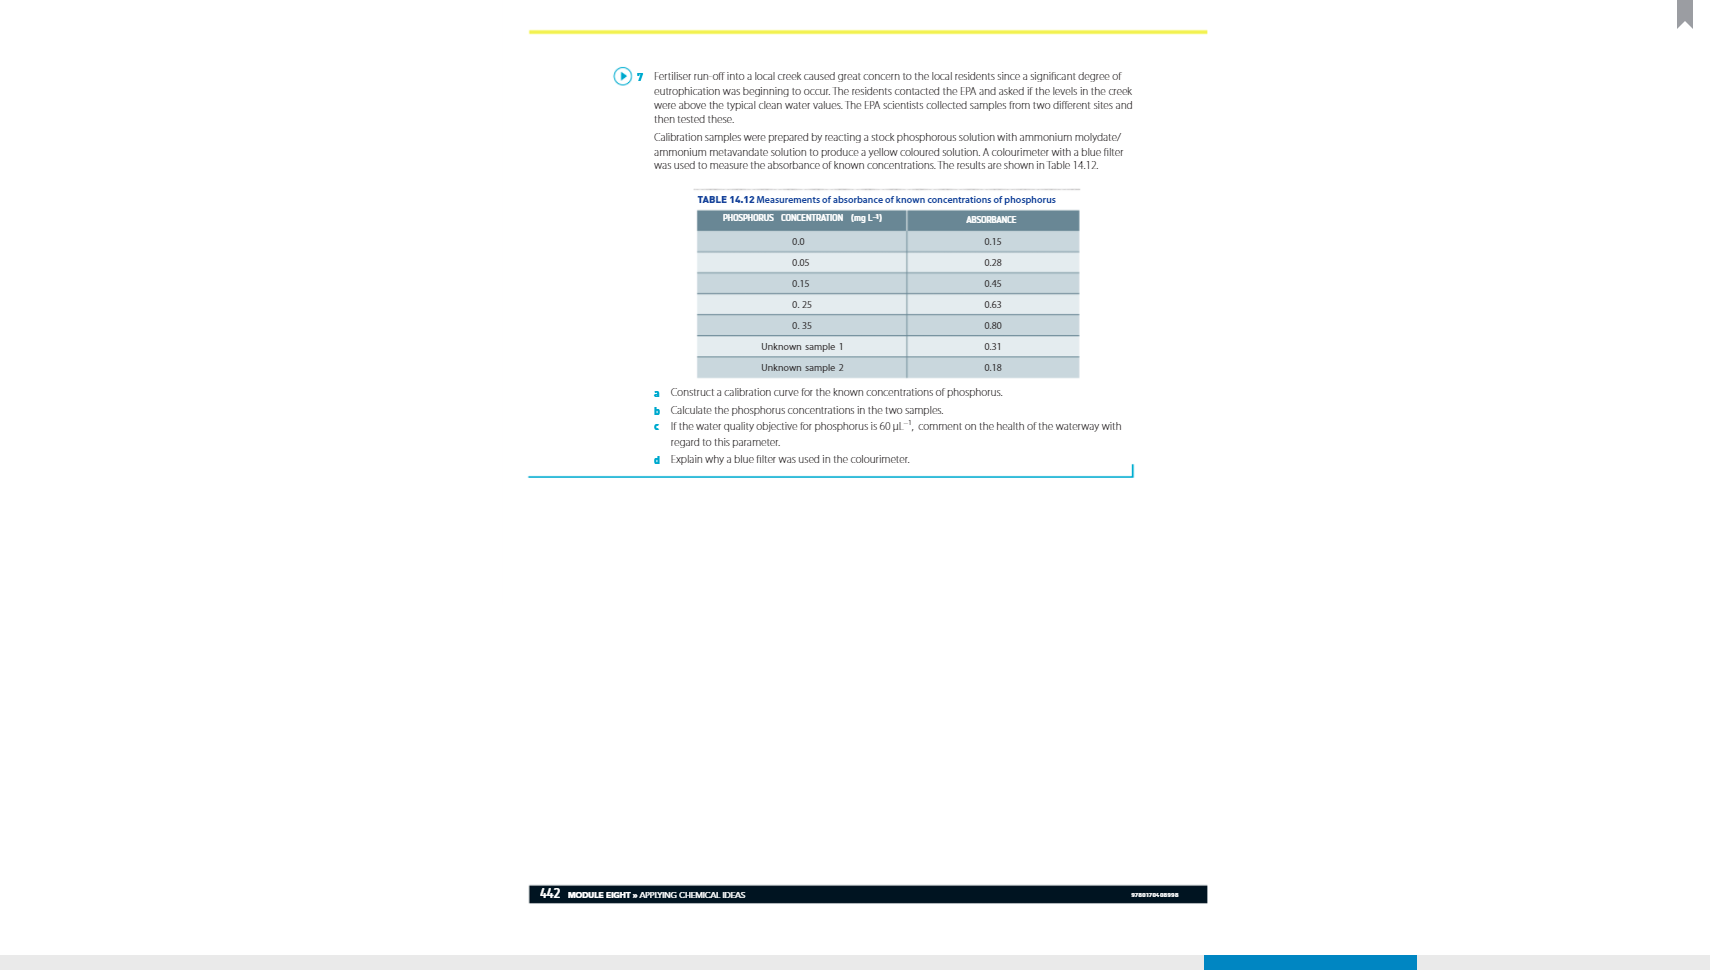 7 Fertiliser run-off into a local creek caused great concern to the local residents since a significant degree of
eutrophication was beginning to occur. The residents contacted the EPA and asked if the levels in the creek
were above the typical clean water values. The EPA scientists collected samples from two different sites and
then tested these.
Calibration samples were prepared by reacting a stock phosphorous solution with ammonium molydate/
ammonium metavandate solution to produce a yellow coloured solution. A colourimeter with a blue filter
was used to measure the absorbance of known concentrations. The results are shown in Table 14.12.
TABLE 14.12 Measurements of absorbance of known concentrations of phosphorus
PHOSPHORUS CONCENTRATION (mg L⁻¹) ABSORBANCE
0.0 0.15
0.05 0.28
0.15 0.45
0. 25 0.63
0. 35 0.80
Unknown sample 1 0.31
Unknown sample 2 0.18
a Construct a calibration curve for the known concentrations of phosphorus.
b Calculate the phosphorus concentrations in the two samples.
c If the water quality objective for phosphorus is 60 µL⁻¹, comment on the health of the waterway with
regard to this parameter.
d Explain why a blue filter was used in the colourimeter.
442 MODULE EIGHT » APPLYING CHEMICAL IDEAS
9780170408998